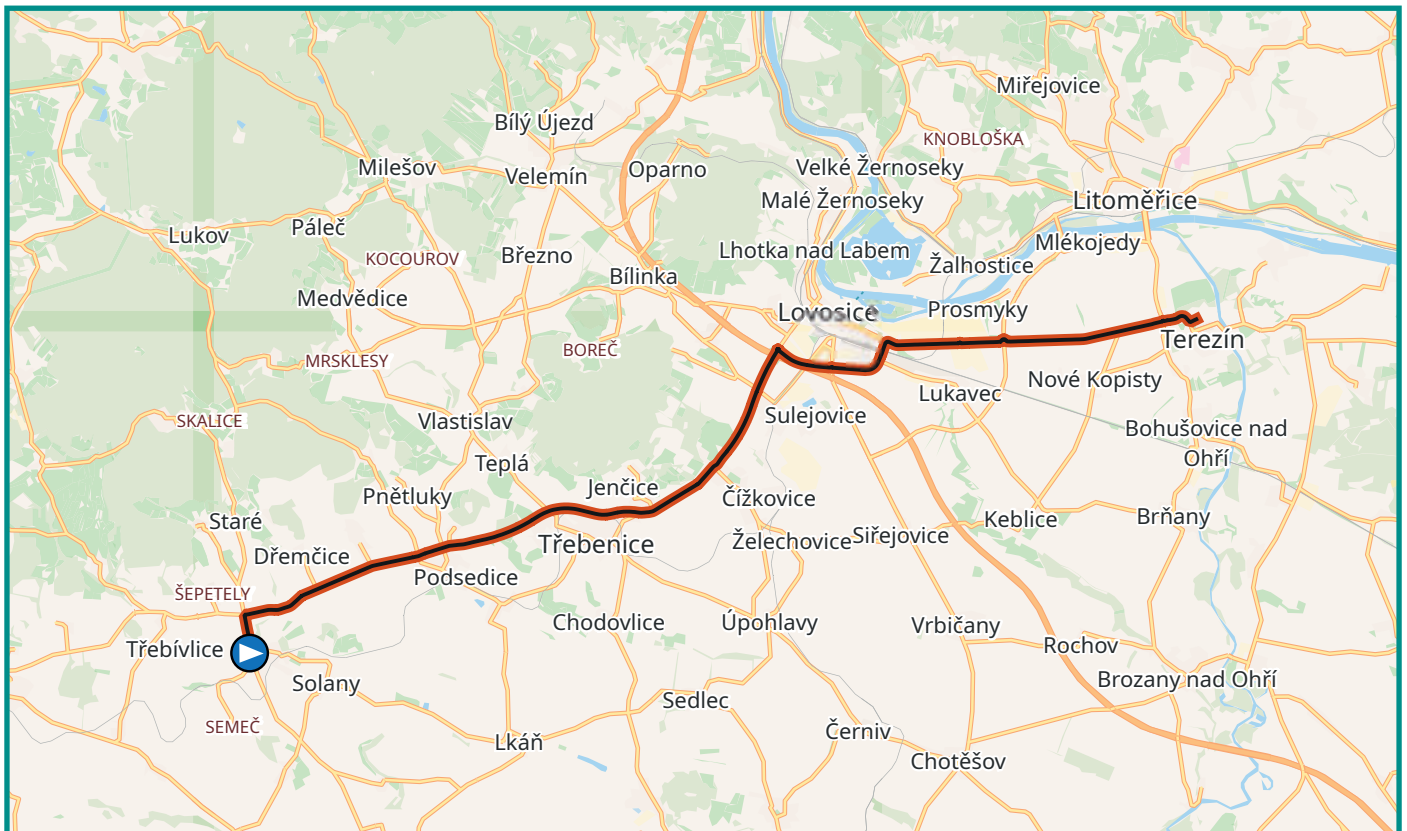 Miřejovice
Bílý Újezd
KNOBLOŠKA
Milešov
Velemín
Oparno
Velké Žernoseky
Malé Žernoseky
Litoměřice
Lukov
Páleč
Mlékojedy
Kocourov
Březno
Lhotka nad Labem
Žalhostice
Bílinka
Medvědice
Lovosice
Prosmyky
Terezín
BOREČ
MRSKLESY
Nové Kopisty
Lukavec
SKALICE
Vlastislav
Sulejovice
Bohušovice nad
Ohří
Teplá
Pnětluky
Jenčice
Čížkovice
Staré
Keblice
Brňany
Dřemčice
Třebenice
Želechovice
Siřejovice
Podsedice
ŠEPETELY
Chodovlice
Úpohlavy
Vrbičany
Třebívlice
Rochov
Solany
Brozany nad Ohří
Sedlec
SEMEČ
Lkáň
Černiv
Chotěšov